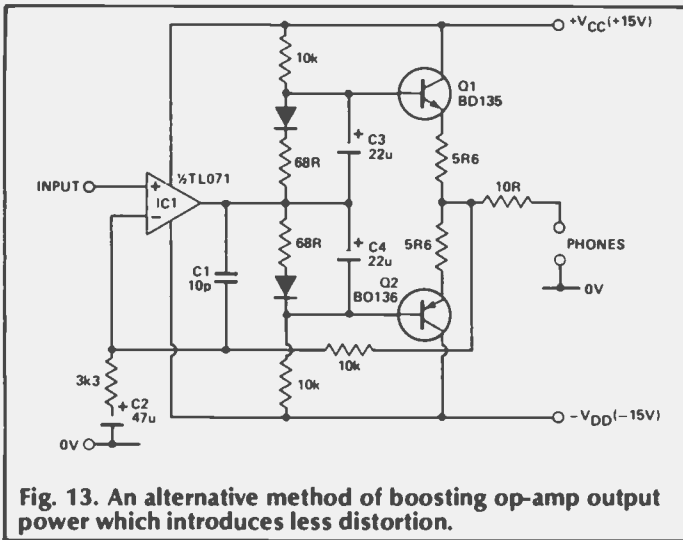 +VCC(+15V)
10k
Q1
BD135
+ C3
22u
5R6
68R
½TL071
INPUT
+
IC1
−
10R
68R
+ C4
22u
5R6
PHONES
C1
10p
Q2
BO136
0V
10k
3k3
10k
+ C2
47u
0V
−VDD(−15V)
Fig. 13. An alternative method of boosting op-amp output
power which introduces less distortion.